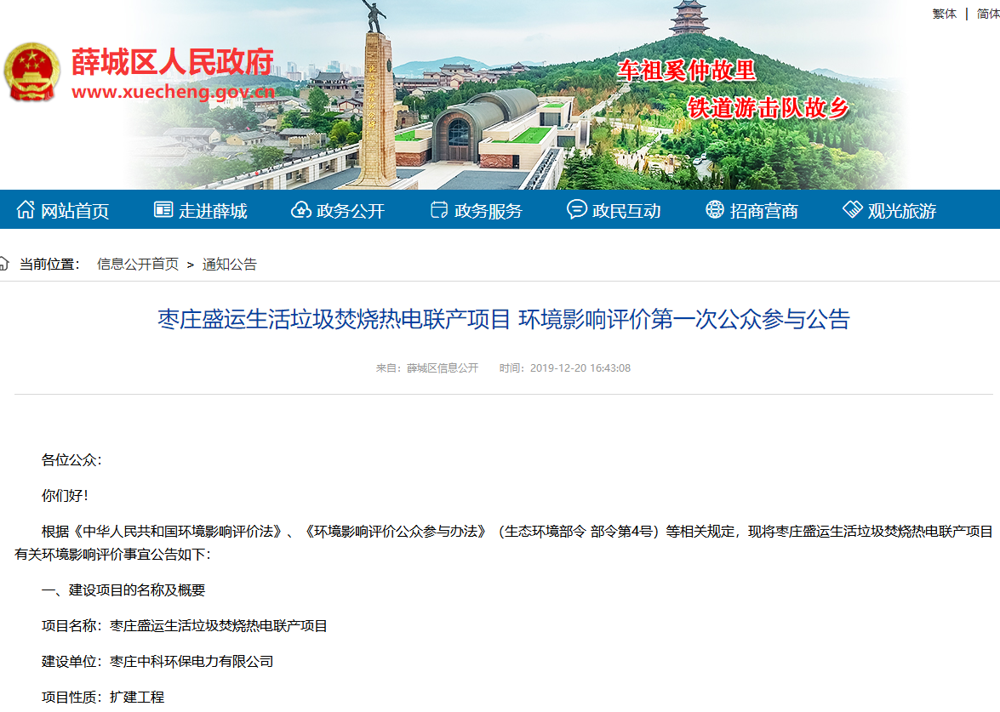 繁体 | 简体
薛城区人民政府
www.xuecheng.gov.cn
车祖奚仲故里
铁道游击队故乡
网站首页 走进薛城 政务公开 政务服务 政民互动 招商营商 观光旅游
当前位置： 信息公开首页 > 通知公告
枣庄盛运生活垃圾焚烧热电联产项目 环境影响评价第一次公众参与公告
来自：薛城区信息公开 时间：2019-12-20 16:43:08
各位公众：
你们好！
根据《中华人民共和国环境影响评价法》、《环境影响评价公众参与办法》（生态环境部令 部令第4号）等相关规定，现将枣庄盛运生活垃圾焚烧热电联产项目
有关环境影响评价事宜公告如下：
一、建设项目的名称及概要
项目名称：枣庄盛运生活垃圾焚烧热电联产项目
建设单位：枣庄中科环保电力有限公司
项目性质：扩建工程